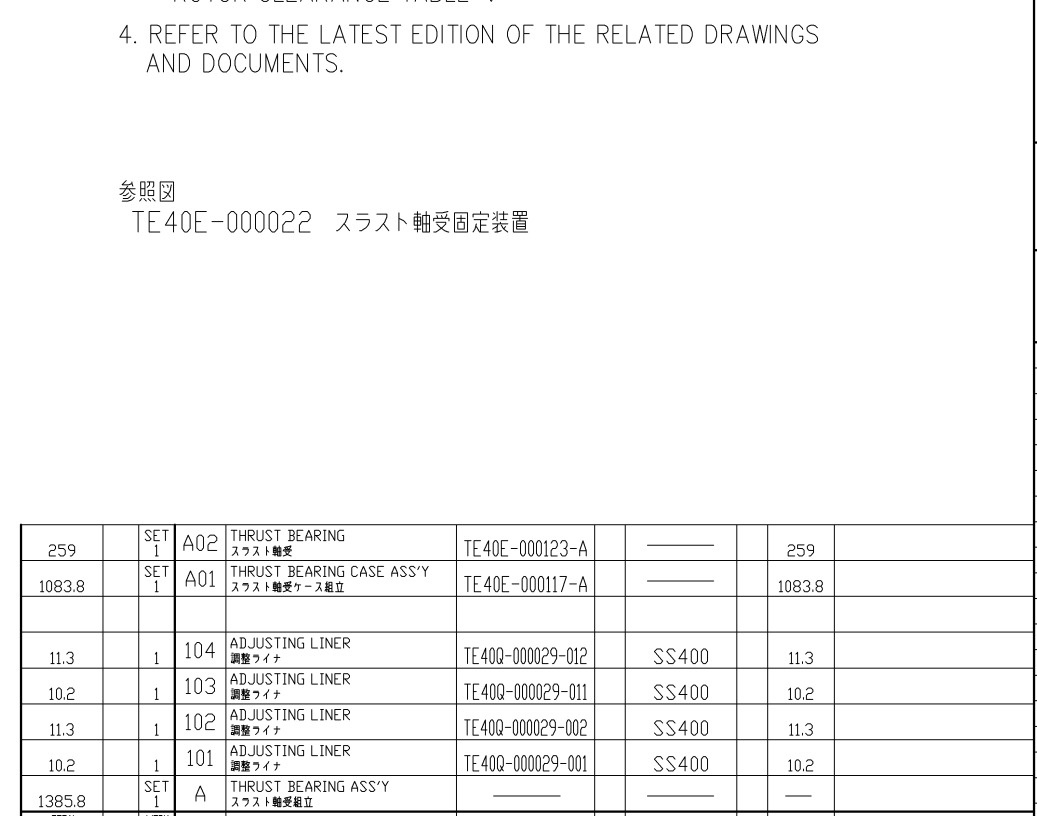 4. REFER TO THE LATEST EDITION OF THE RELATED DRAWINGS
AND DOCUMENTS.
参照図
TE40E-000022 スラスト軸受固定装置
259 SET 1 A02 THRUST BEARING スラスト軸受 TE40E-000123-A 259
1083.8 SET 1 A01 THRUST BEARING CASE ASS'Y スラスト軸受ケース組立 TE40E-000117-A 1083.8
11.3 1 104 ADJUSTING LINER 調整ライナ TE40Q-000029-012 SS400 11.3
10.2 1 103 ADJUSTING LINER 調整ライナ TE40Q-000029-011 SS400 10.2
11.3 1 102 ADJUSTING LINER 調整ライナ TE40Q-000029-002 SS400 11.3
10.2 1 101 ADJUSTING LINER 調整ライナ TE40Q-000029-001 SS400 10.2
1385.8 SET 1 A THRUST BEARING ASS'Y スラスト軸受組立